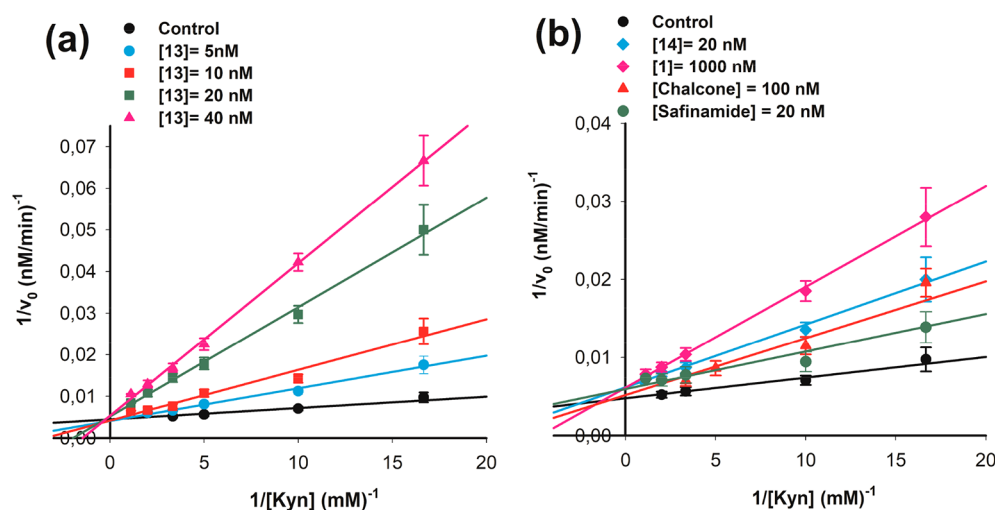 (a)
Control
[13]= 5nM
[13]= 10 nM
[13]= 20 nM
[13]= 40 nM
0,07
0,06
0,05
0,04
0,03
0,02
0,01
0,00
1/v₀ (nM/min)⁻¹
0 5 10 15 20
1/[Kyn] (mM)⁻¹
(b)
Control
[14]= 20 nM
[1]= 1000 nM
[Chalcone] = 100 nM
[Safinamide] = 20 nM
0,04
0,03
0,02
0,01
0,00
1/v₀ (nM/min)⁻¹
0 5 10 15 20
1/[Kyn] (mM)⁻¹